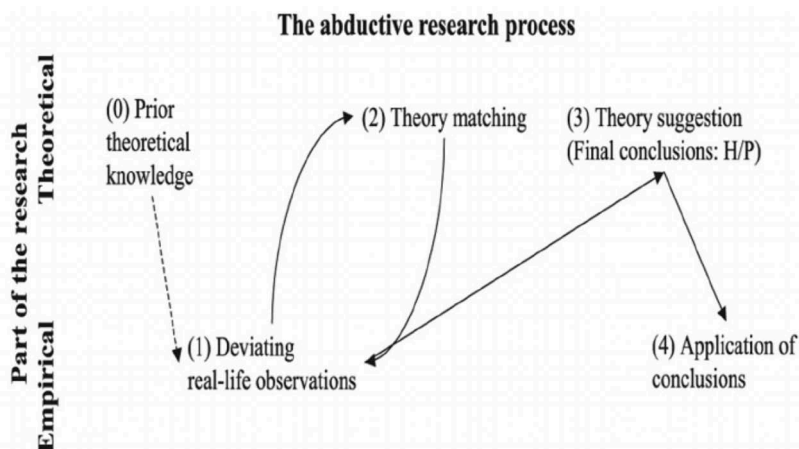 The abductive research process
Part of the research
Theoretical
Empirical
(0) Prior
theoretical
knowledge
(2) Theory matching
(3) Theory suggestion
(Final conclusions: H/P)
(1) Deviating
real-life observations
(4) Application of
conclusions